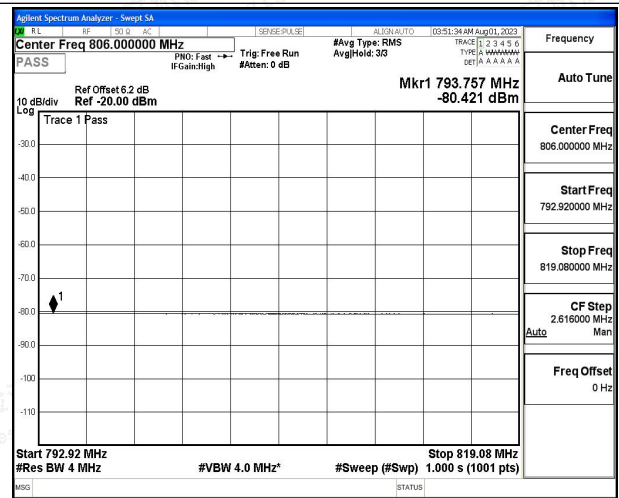 Agilent Spectrum Analyzer - Swept SA
RL RF 50 Ω AC SENSE:PULSE ALIGN AUTO 03:51:34 AM Aug 01, 2023
Center Freq 806.000000 MHz
PASS
PNO: Fast
IFGain:High
Trig: Free Run
#Atten: 0 dB
#Avg Type: RMS
Avg|Hold: 3/3
TRACE 1 2 3 4 5 6
TYPE A WWWWW
DET A A A A A A
Ref Offset 6.2 dB
10 dB/div Ref -20.00 dBm
Log
Mkr1 793.757 MHz
-80.421 dBm
Trace 1 Pass
-30.0
-40.0
-50.0
-60.0
-70.0
1
-80.0
-90.0
-100
-110
Start 792.92 MHz Stop 819.08 MHz
#Res BW 4 MHz #VBW 4.0 MHz* #Sweep (#Swp) 1.000 s (1001 pts)
MSG STATUS
Frequency
Auto Tune
Center Freq
806.000000 MHz
Start Freq
792.920000 MHz
Stop Freq
819.080000 MHz
CF Step
2.616000 MHz
Auto Man
Freq Offset
0 Hz